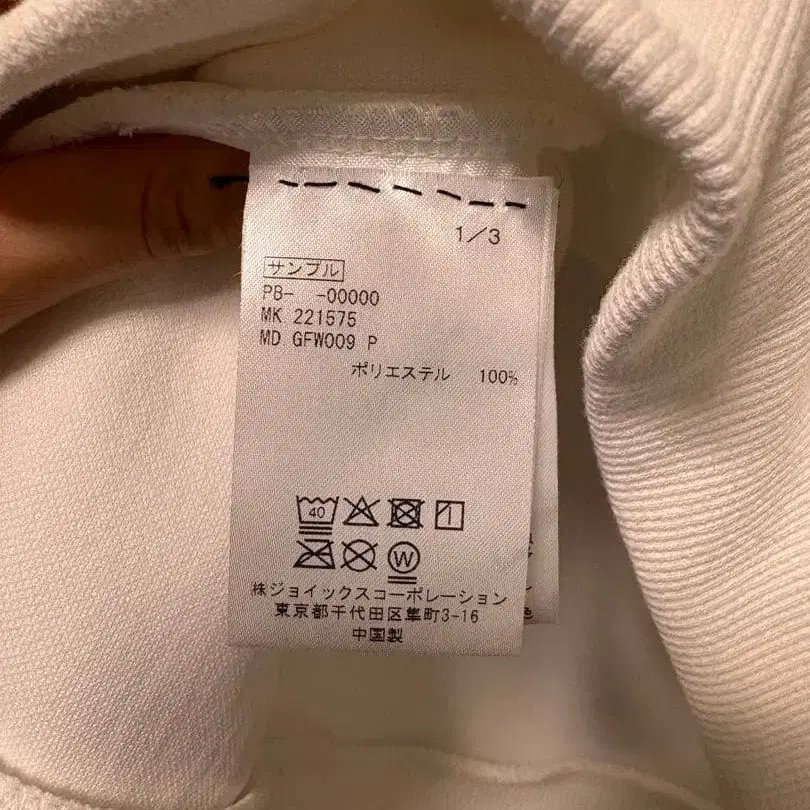 1/3
サンプル
PB- -00000
MK 221575
MD GFW009 P
ポリエステル 100%
40
W
株ジョイックスコーポレーション
東京都千代田区隼町3-16
中国製